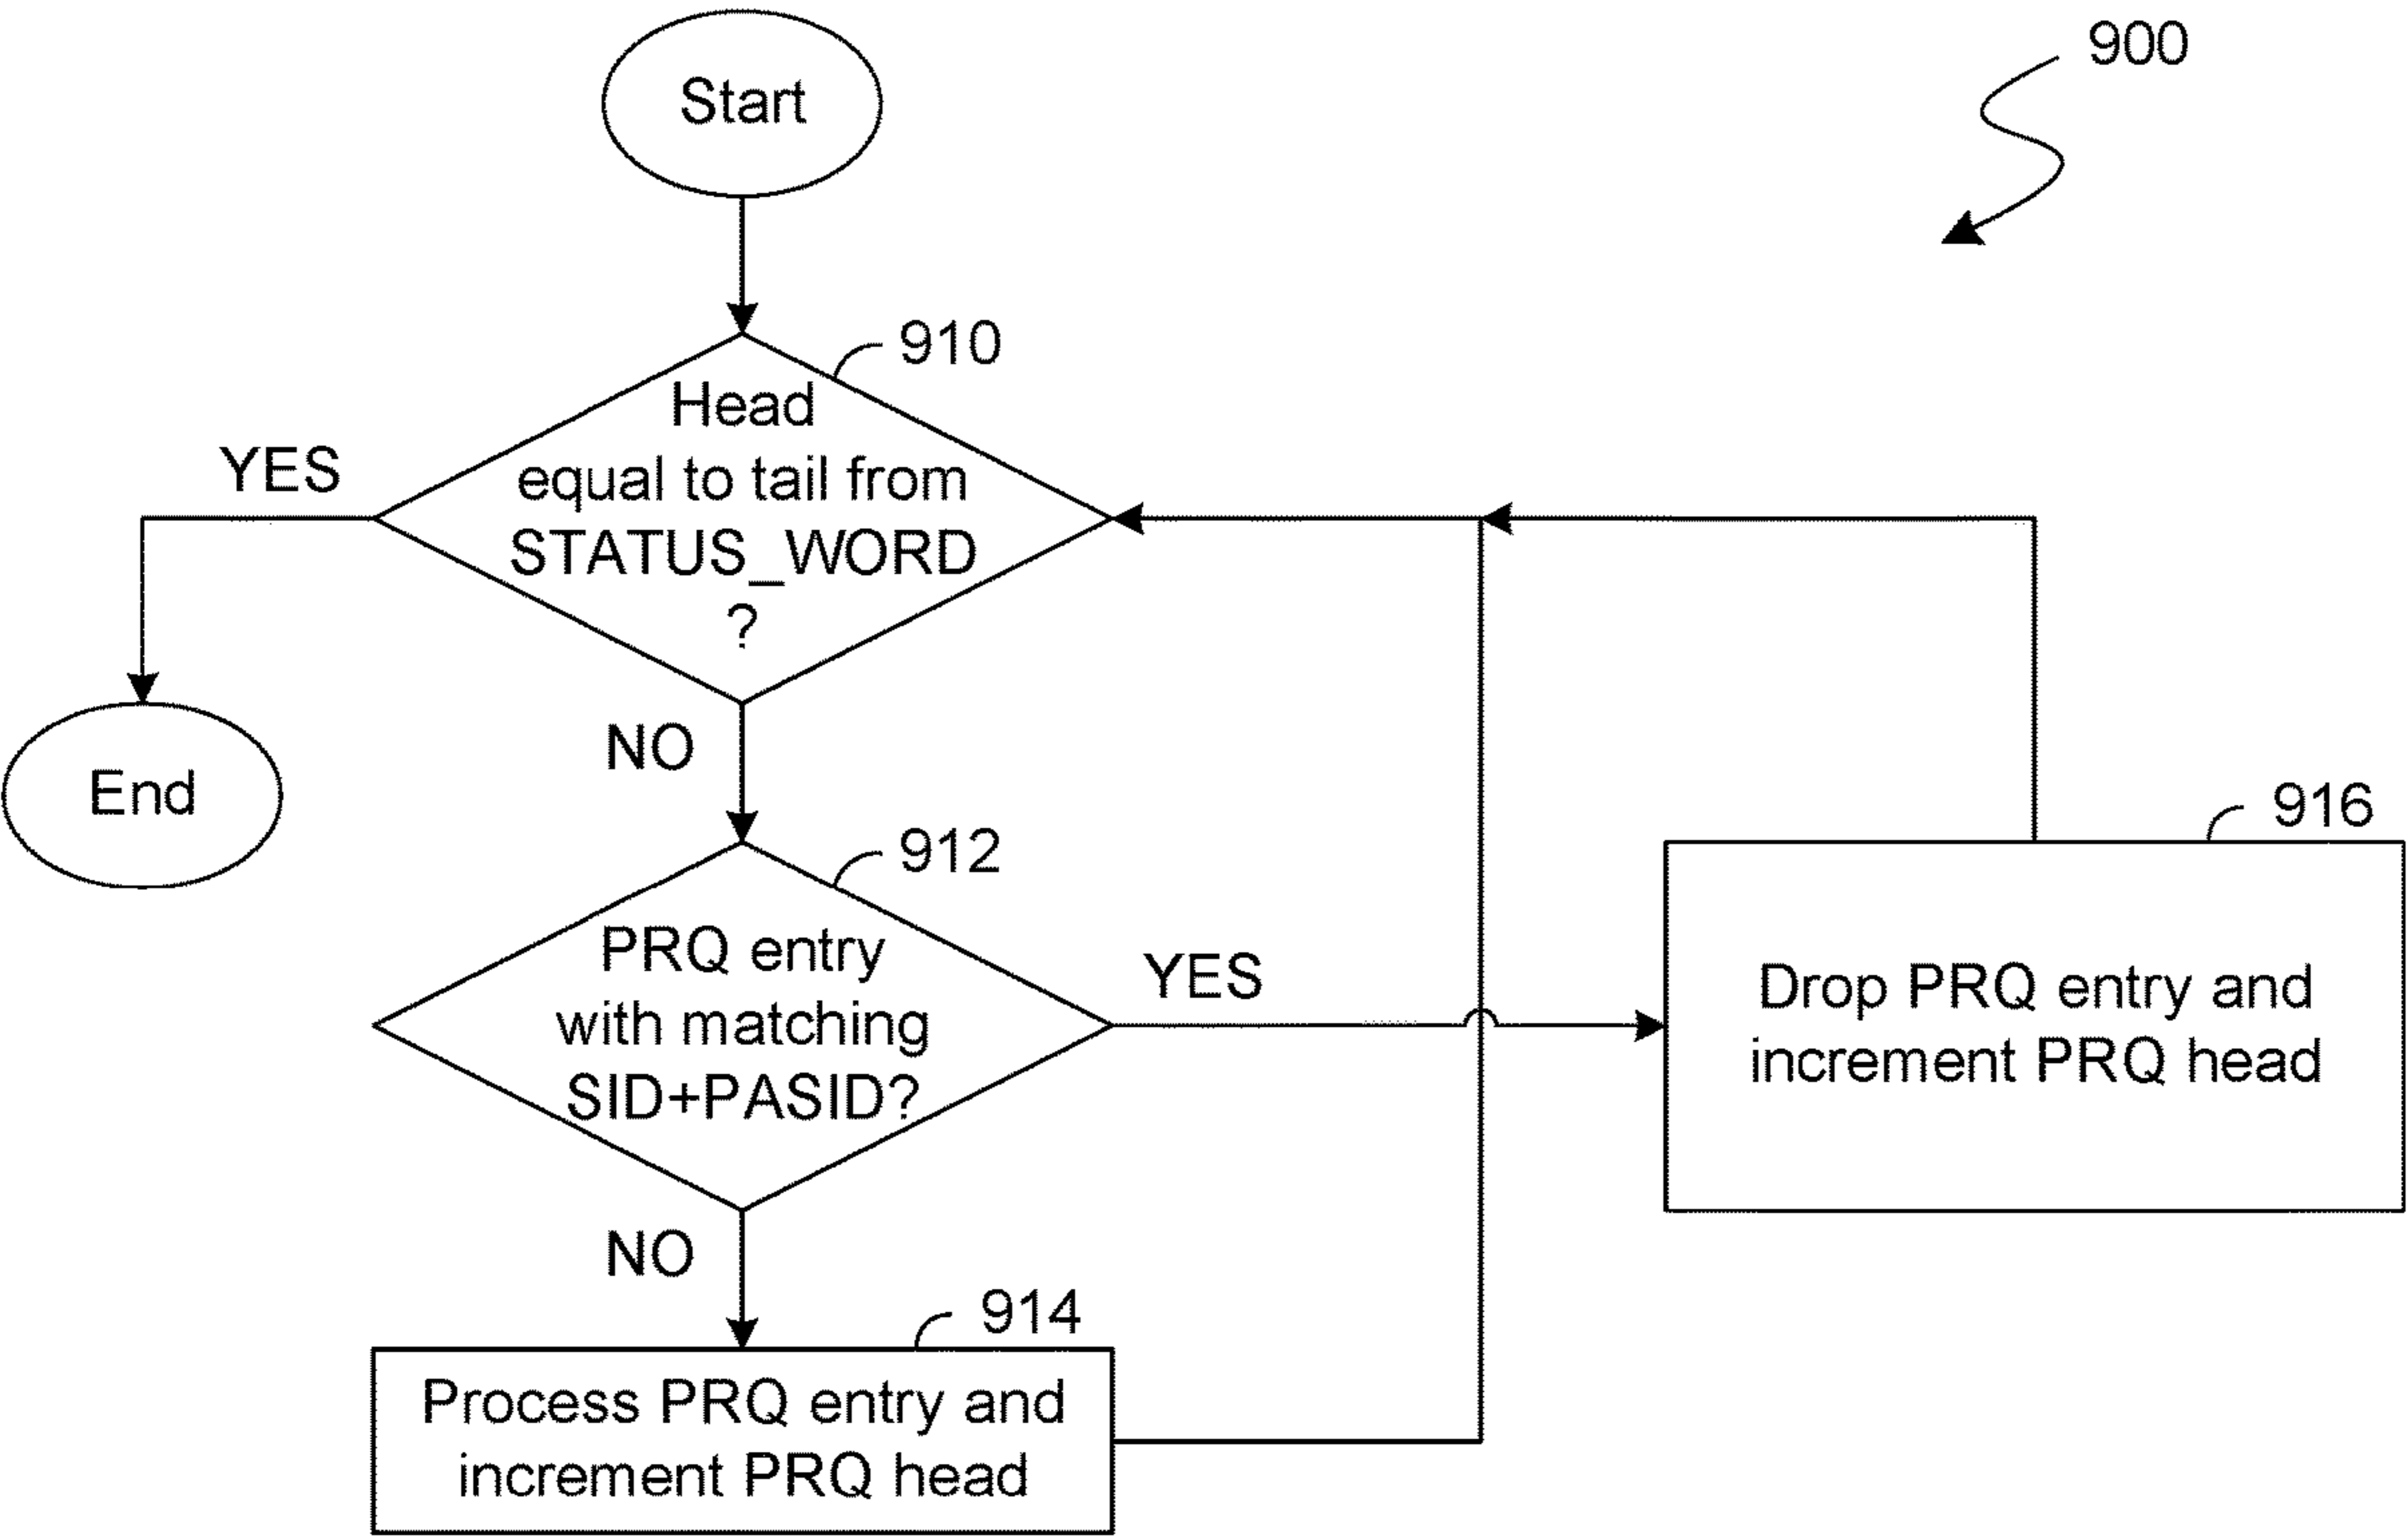 Start
900
910
Head
equal to tail from
STATUS_WORD
?
YES
NO
End
912
PRQ entry
with matching
SID+PASID?
YES
916
Drop PRQ entry and
increment PRQ head
NO
914
Process PRQ entry and
increment PRQ head